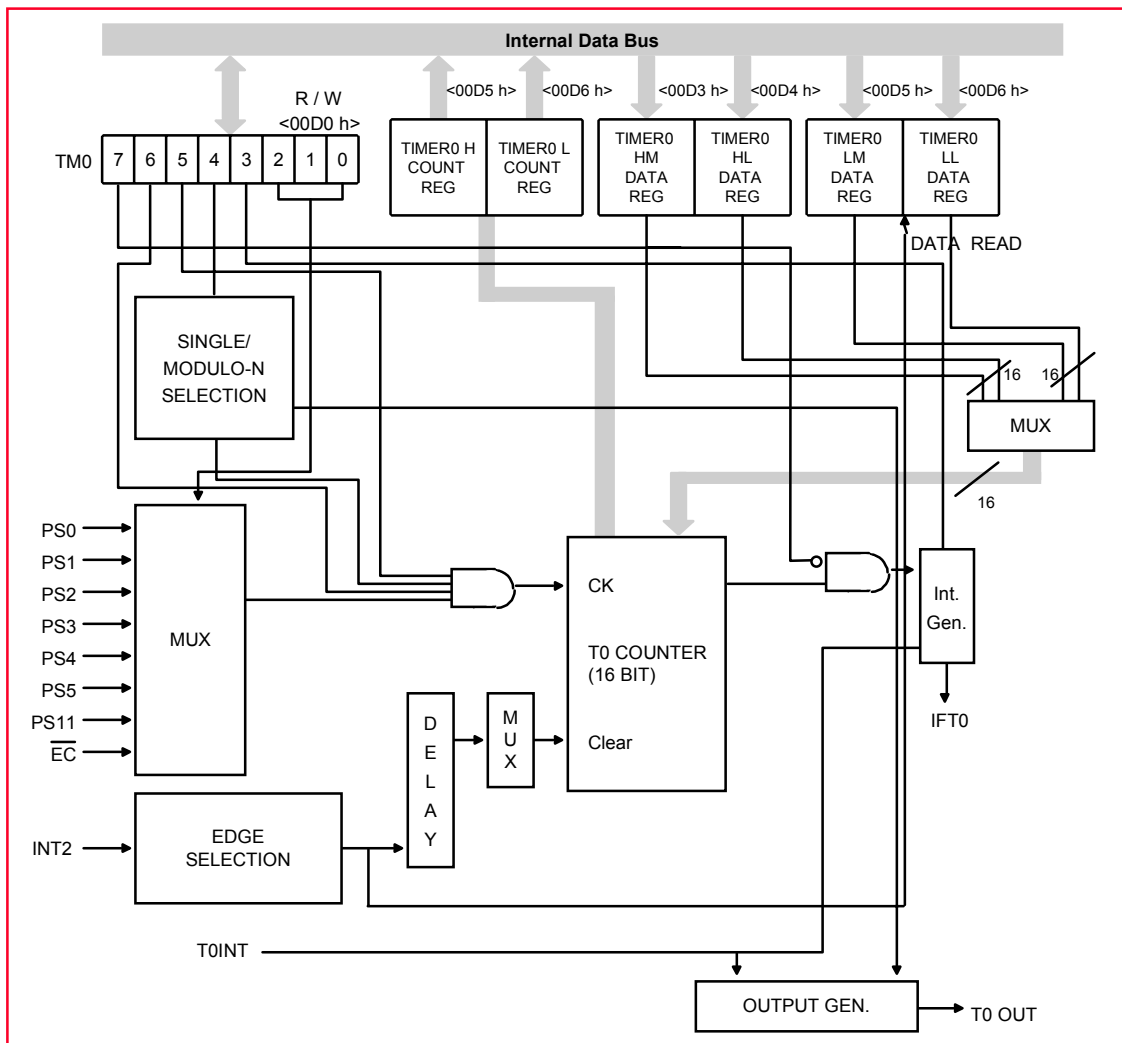 Internal Data Bus
R / W
<00D0 h>
<00D5 h>
<00D6 h>
<00D3 h>
<00D4 h>
<00D5 h>
<00D6 h>
TM0
7 6 5 4 3 2 1 0
TIMER0 H
COUNT
REG
TIMER0 L
COUNT
REG
TIMER0
HM
DATA
REG
TIMER0
HL
DATA
REG
TIMER0
LM
DATA
REG
TIMER0
LL
DATA
REG
DATA READ
SINGLE/
MODULO-N
SELECTION
16
16
MUX
16
PS0
PS1
PS2
PS3
PS4
PS5
PS11
E̅C̅
MUX
CK
T0 COUNTER
(16 BIT)
Clear
Int.
Gen.
IFT0
D
E
L
A
Y
M
U
X
INT2
EDGE
SELECTION
T0INT
OUTPUT GEN.
T0 OUT